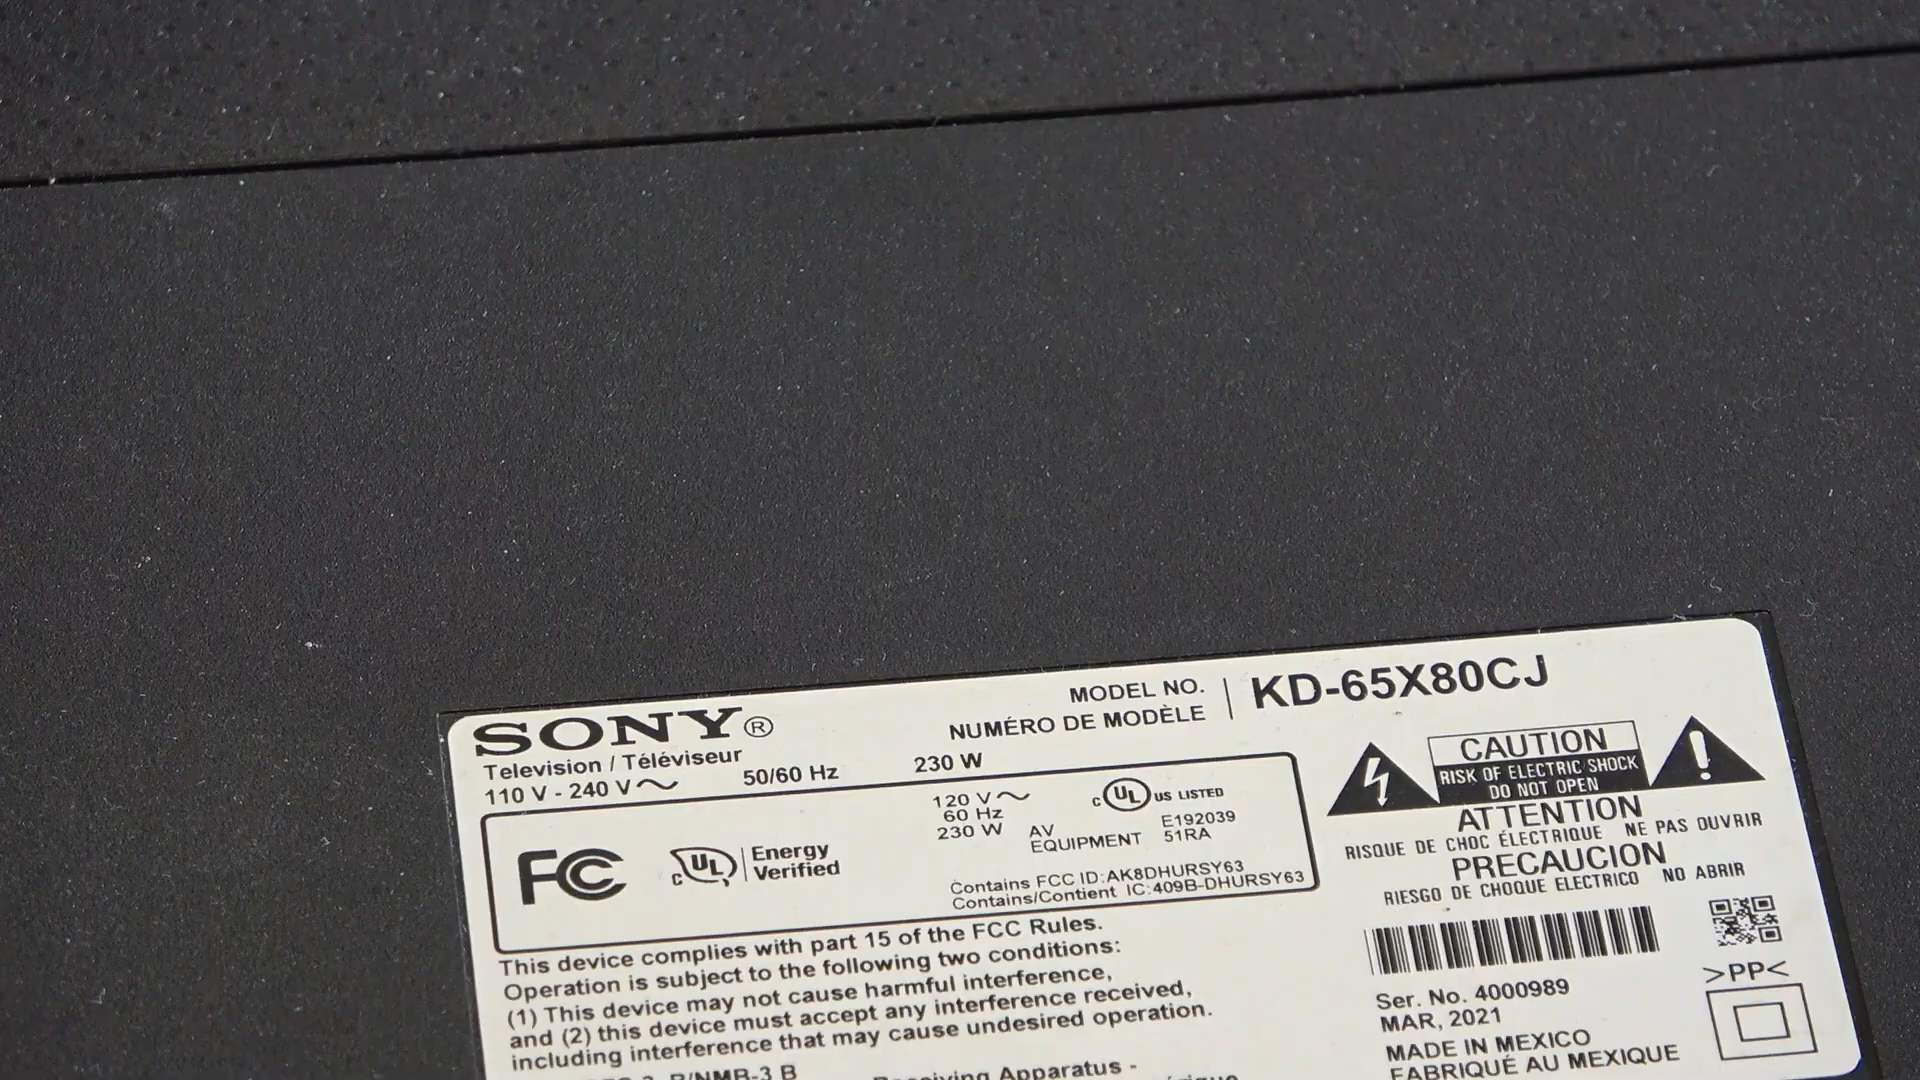 SONY®
MODEL NO.
NUMÉRO DE MODÈLE
KD-65X80CJ
Television / Téléviseur
110 V - 240 V~ 50/60 Hz 230 W
FC
c UL Energy Verified
120 V~
60 Hz
230 W
AV
EQUIPMENT
c UL US LISTED
E192039
51RA
Contains FCC ID:AK8DHURSY63
Contains/Contient IC:409B-DHURSY63
This device complies with part 15 of the FCC Rules.
Operation is subject to the following two conditions:
(1) This device may not cause harmful interference,
and (2) this device must accept any interference received,
including interference that may cause undesired operation.
Apparatus -
CAUTION
RISK OF ELECTRIC SHOCK
DO NOT OPEN
ATTENTION
RISQUE DE CHOC ÉLECTRIQUE NE PAS OUVRIR
PRECAUCION
RIESGO DE CHOQUE ELECTRICO NO ABRIR
>PP<
Ser. No. 4000989
MAR, 2021
MADE IN MEXICO
FABRIQUÉ AU MEXIQUE